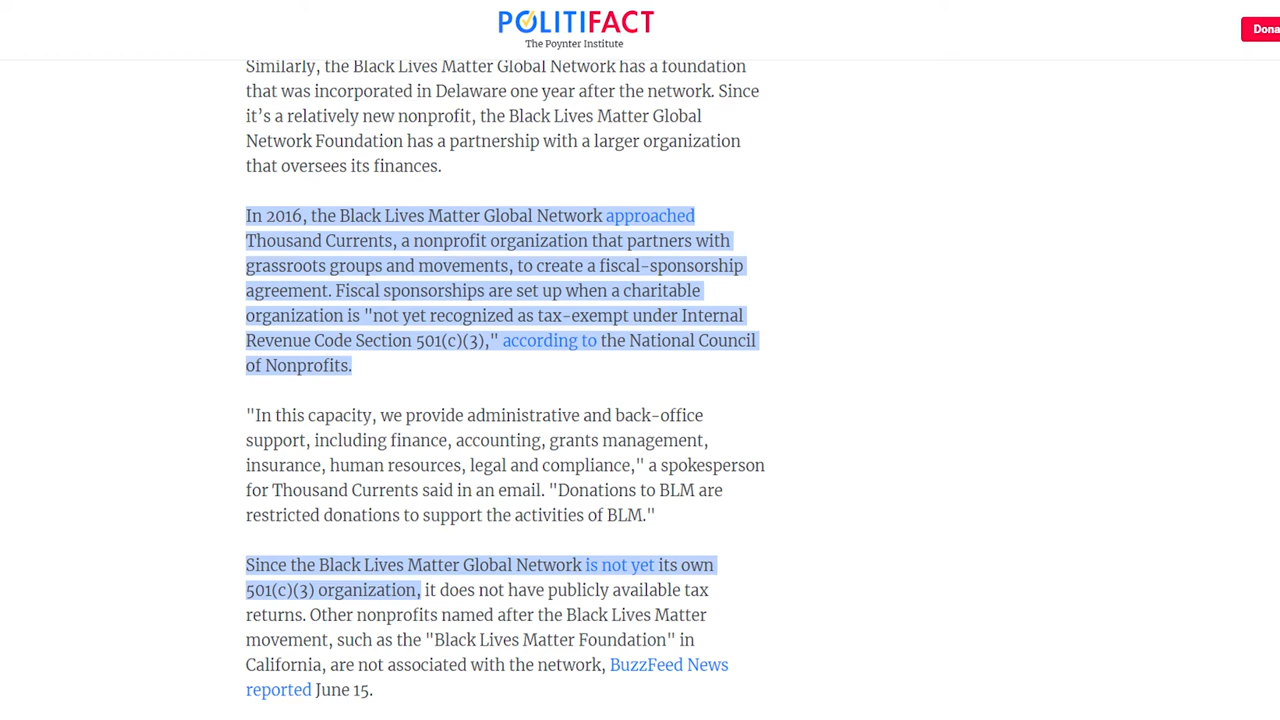 POLITIFACT
The Poynter Institute
Dona
Similarly, the Black Lives Matter Global Network has a foundation
that was incorporated in Delaware one year after the network. Since
it’s a relatively new nonprofit, the Black Lives Matter Global
Network Foundation has a partnership with a larger organization
that oversees its finances.
In 2016, the Black Lives Matter Global Network approached
Thousand Currents, a nonprofit organization that partners with
grassroots groups and movements, to create a fiscal-sponsorship
agreement. Fiscal sponsorships are set up when a charitable
organization is "not yet recognized as tax-exempt under Internal
Revenue Code Section 501(c)(3)," according to the National Council
of Nonprofits.
"In this capacity, we provide administrative and back-office
support, including finance, accounting, grants management,
insurance, human resources, legal and compliance," a spokesperson
for Thousand Currents said in an email. "Donations to BLM are
restricted donations to support the activities of BLM."
Since the Black Lives Matter Global Network is not yet its own
501(c)(3) organization, it does not have publicly available tax
returns. Other nonprofits named after the Black Lives Matter
movement, such as the "Black Lives Matter Foundation" in
California, are not associated with the network, BuzzFeed News
reported June 15.